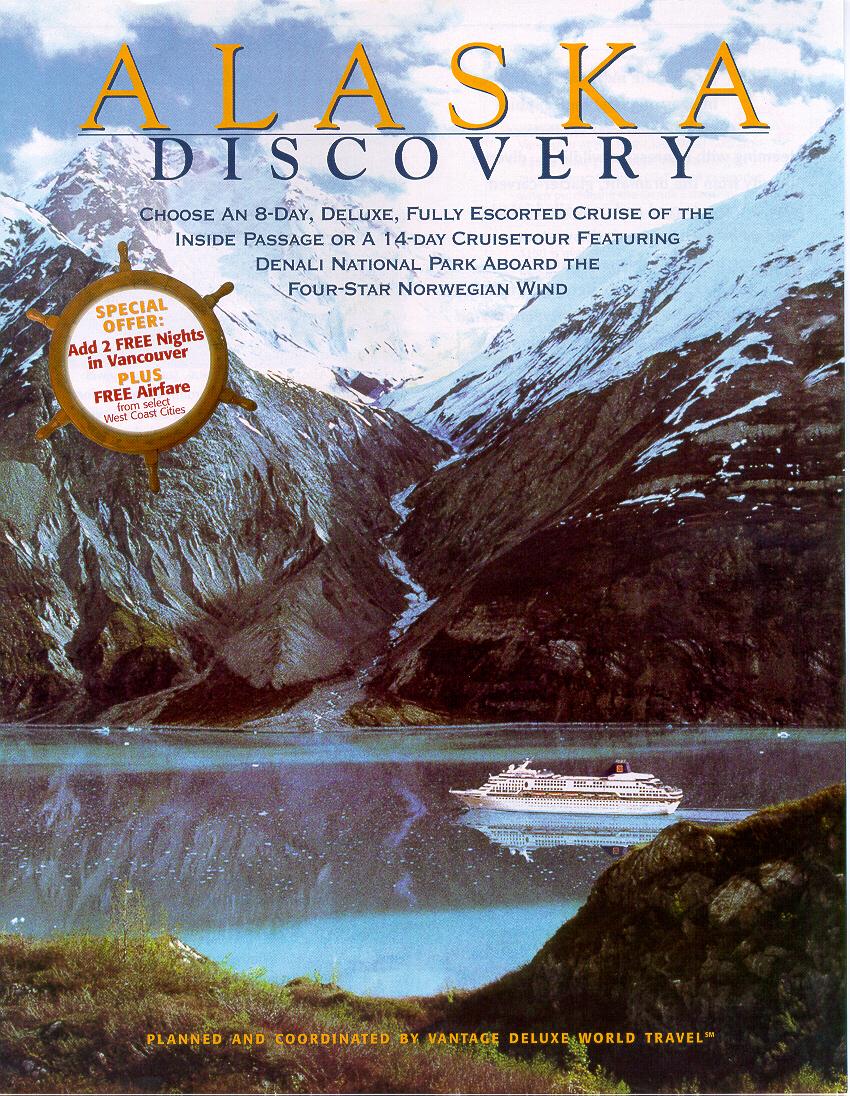 ALASKA
DISCOVERY
CHOOSE AN 8-DAY, DELUXE, FULLY ESCORTED CRUISE OF THE
INSIDE PASSAGE OR A 14-DAY CRUISETOUR FEATURING
DENALI NATIONAL PARK ABOARD THE
FOUR-STAR NORWEGIAN WIND
SPECIAL
OFFER:
Add 2 FREE Nights
in Vancouver
PLUS
FREE Airfare
from select
West Coast Cities
PLANNED AND COORDINATED BY VANTAGE DELUXE WORLD TRAVEL℠